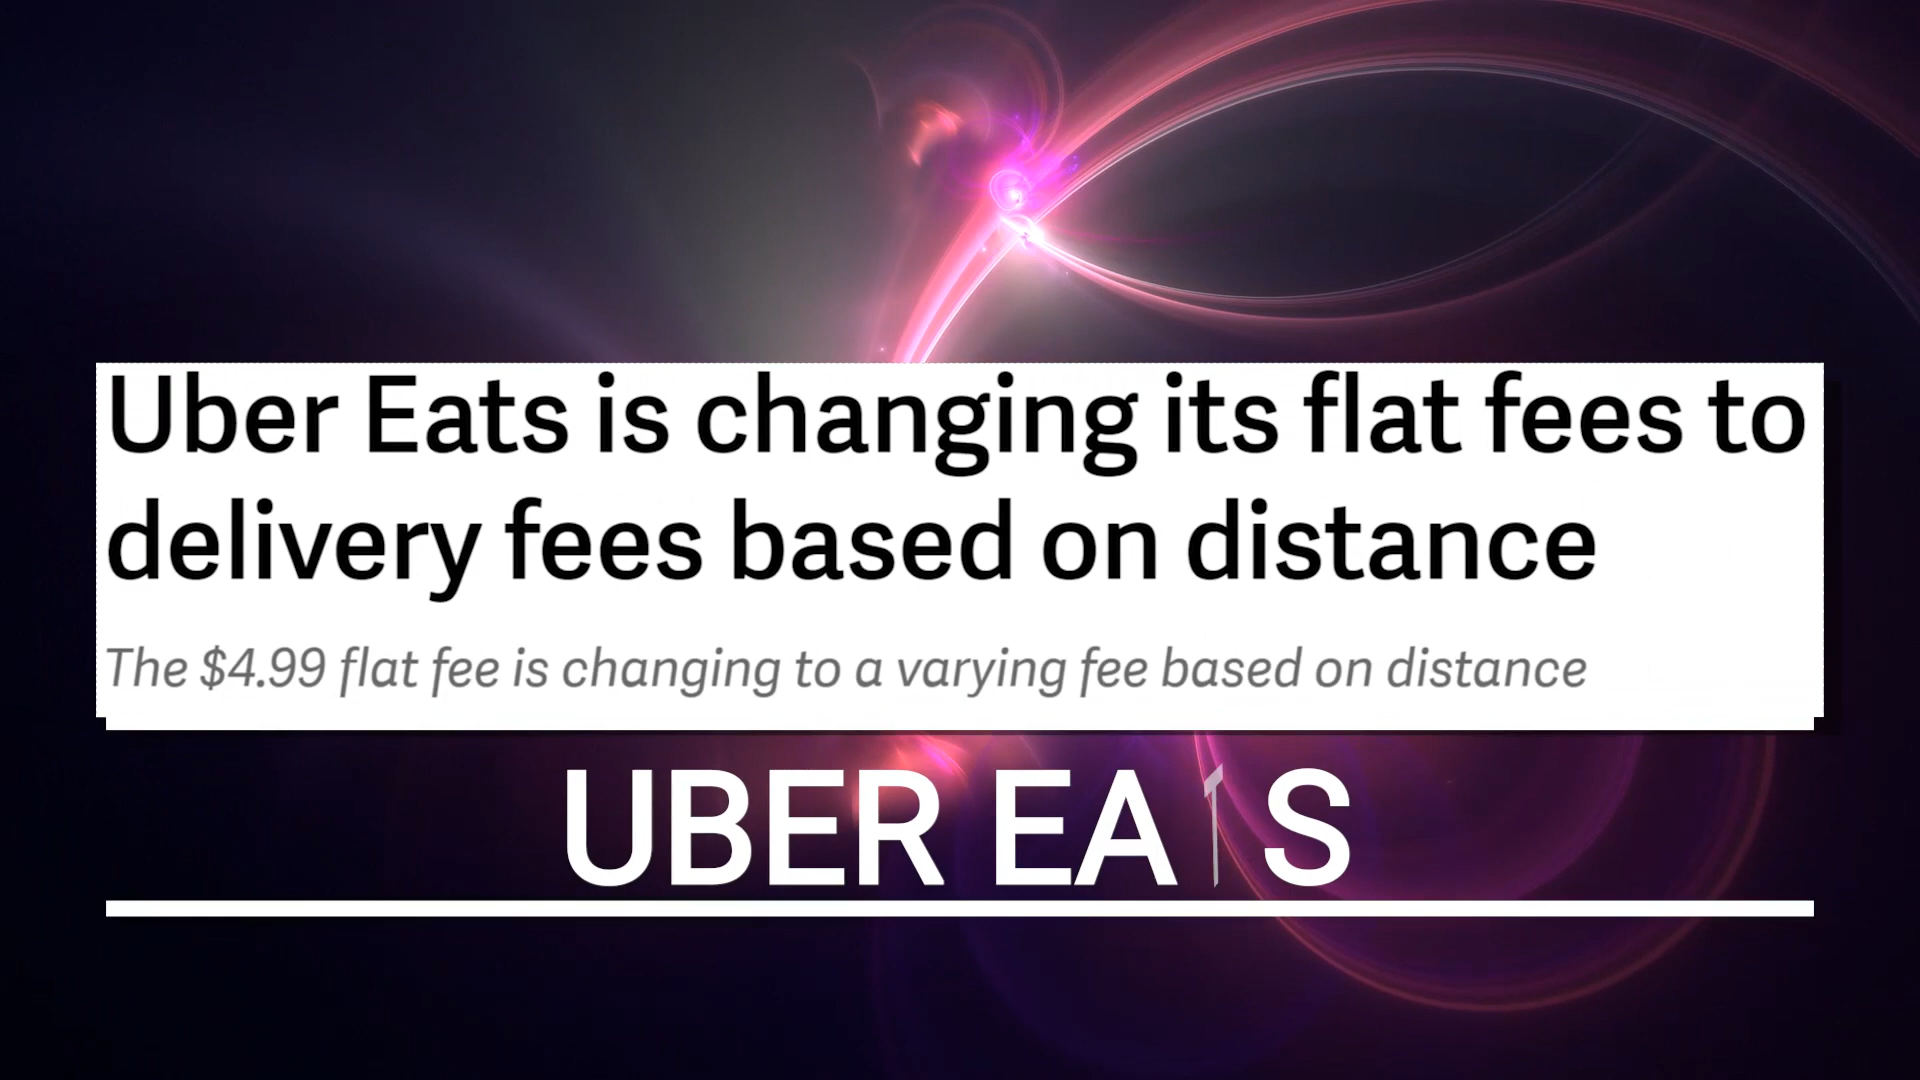 Uber Eats is changing its flat fees to
delivery fees based on distance
The $4.99 flat fee is changing to a varying fee based on distance
UBER EATS